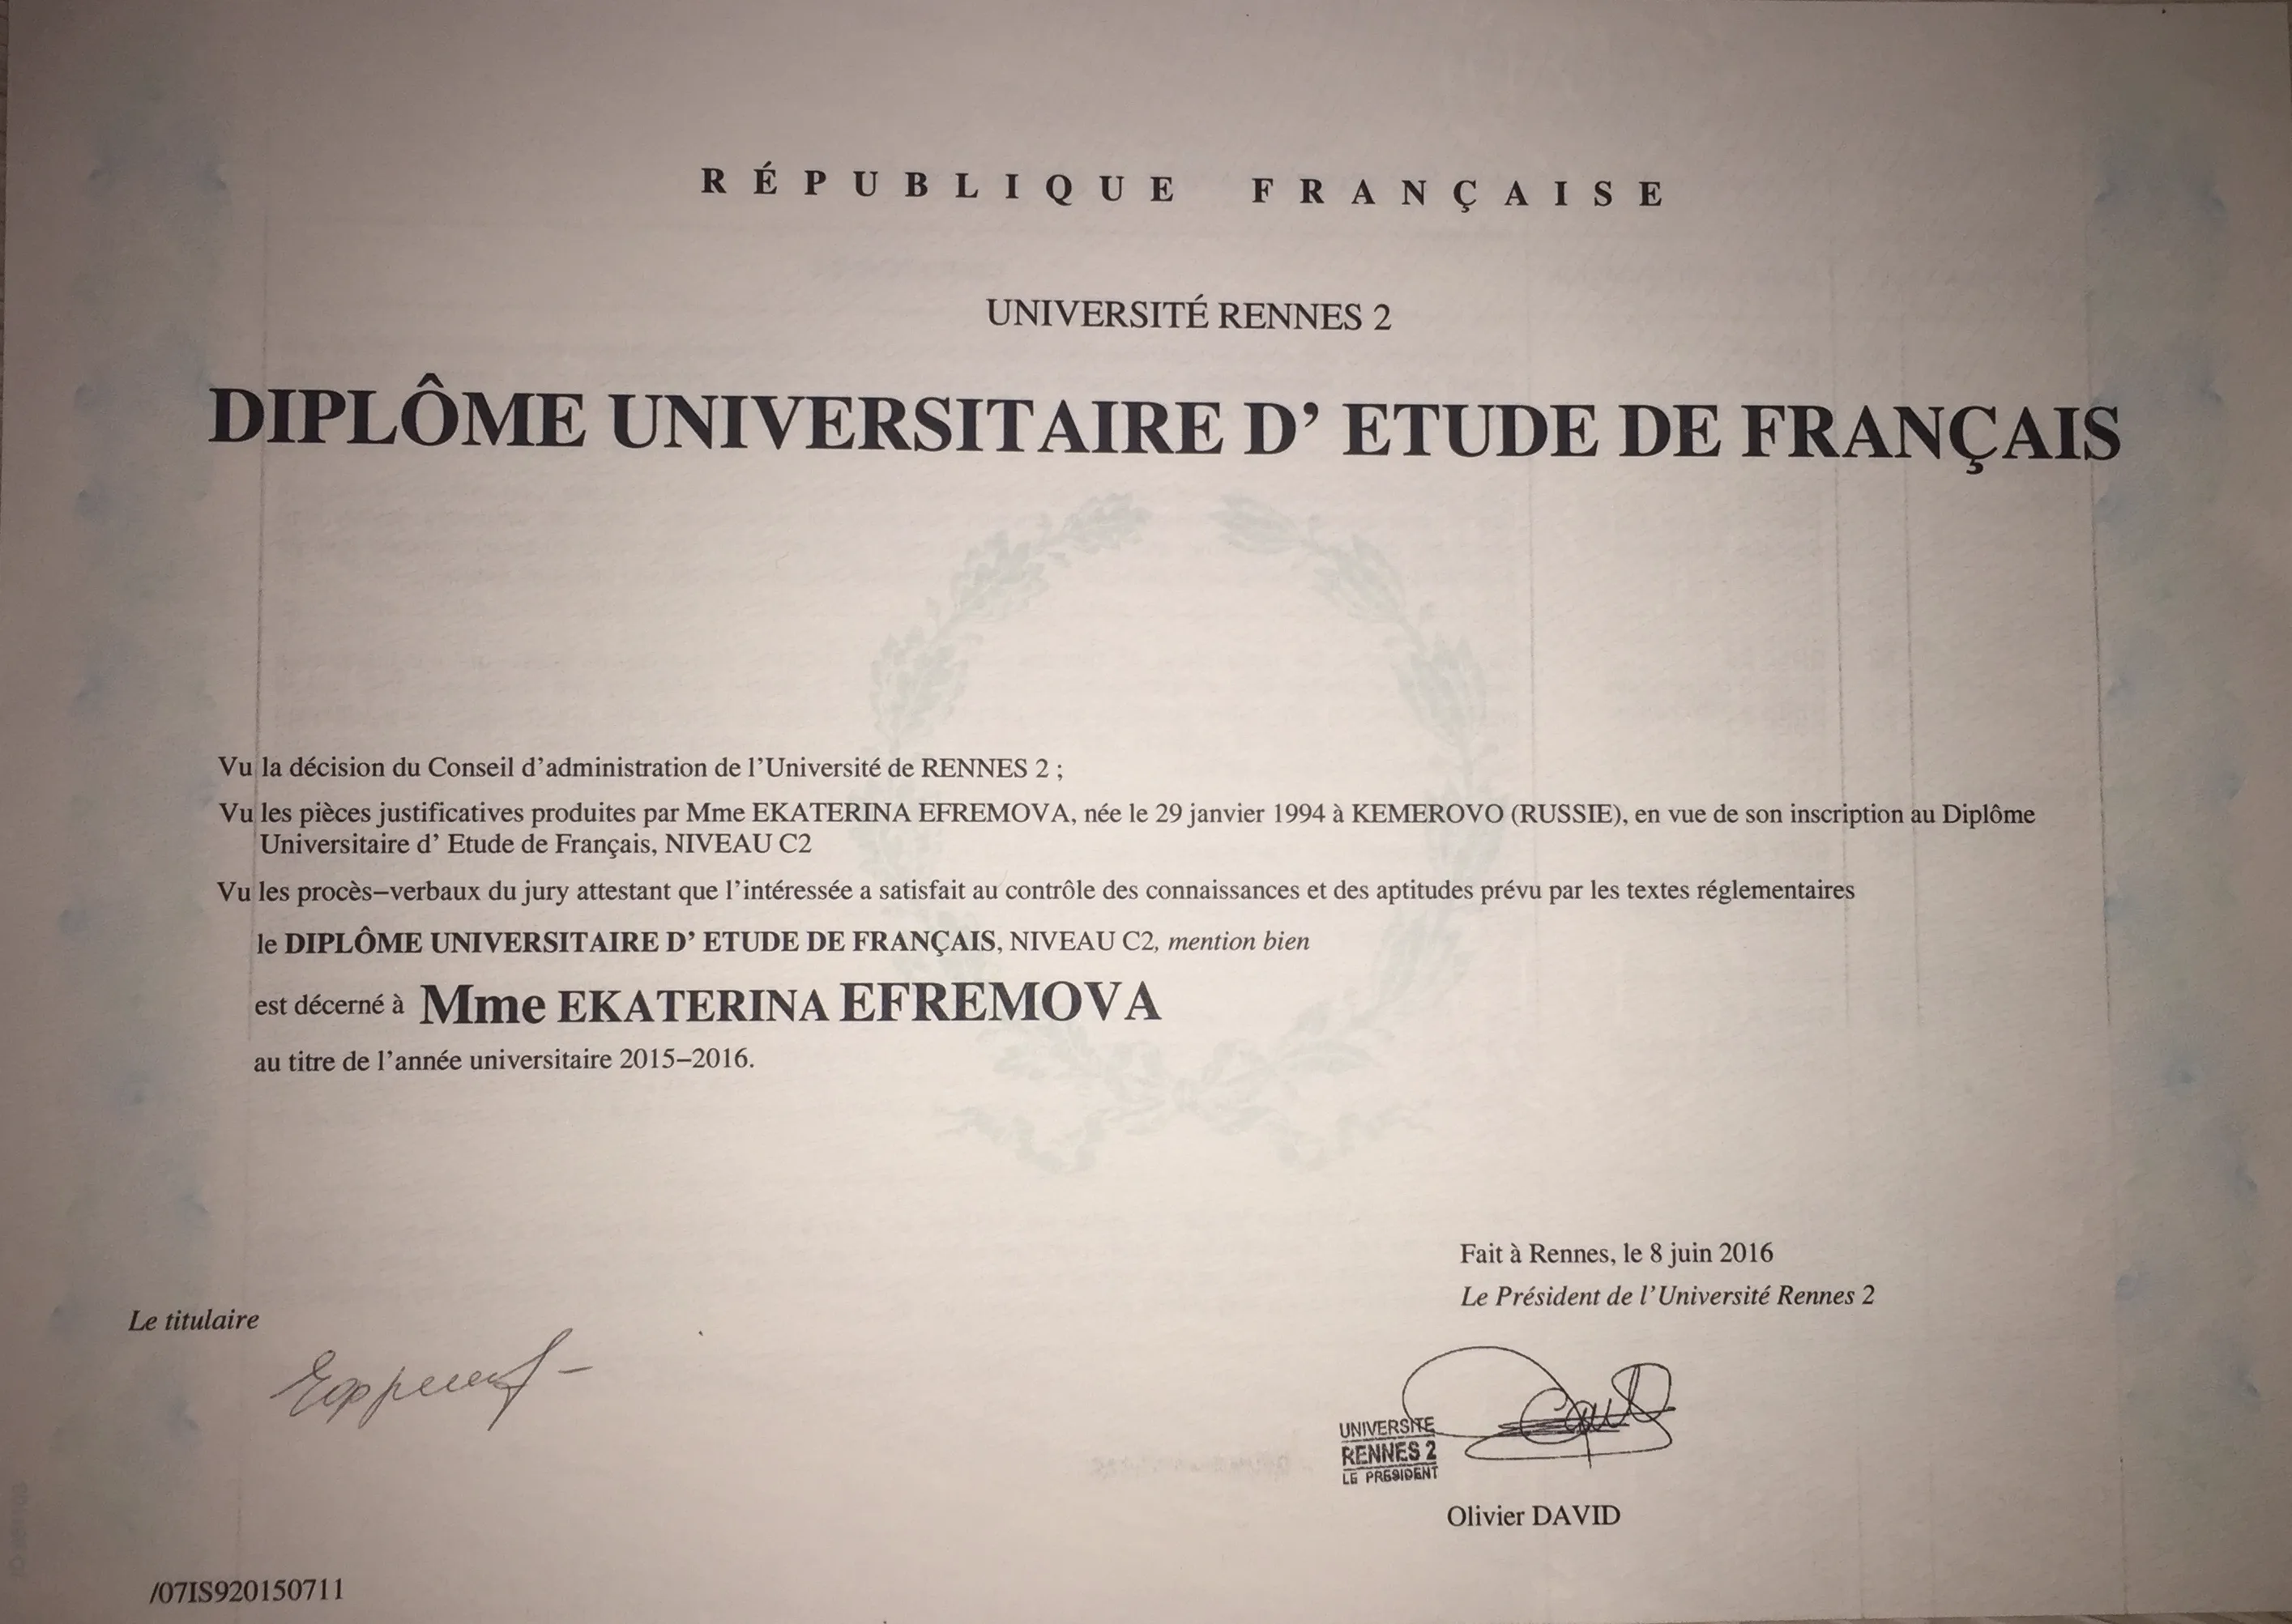 RÉPUBLIQUE FRANÇAISE
UNIVERSITÉ RENNES 2
DIPLÔME UNIVERSITAIRE D’ ETUDE DE FRANÇAIS
Vu la décision du Conseil d’administration de l’Université de RENNES 2 ;
Vu les pièces justificatives produites par Mme EKATERINA EFREMOVA, née le 29 janvier 1994 à KEMEROVO (RUSSIE), en vue de son inscription au Diplôme
Universitaire d’ Etude de Français, NIVEAU C2
Vu les procès–verbaux du jury attestant que l’intéressée a satisfait au contrôle des connaissances et des aptitudes prévu par les textes réglementaires
le DIPLÔME UNIVERSITAIRE D’ ETUDE DE FRANÇAIS, NIVEAU C2, mention bien
est décerné à Mme EKATERINA EFREMOVA
au titre de l’année universitaire 2015–2016.
Fait à Rennes, le 8 juin 2016
Le Président de l’Université Rennes 2
Le titulaire
UNIVERSITE
RENNES 2
LE PRESIDENT
Olivier DAVID
/07IS920150711